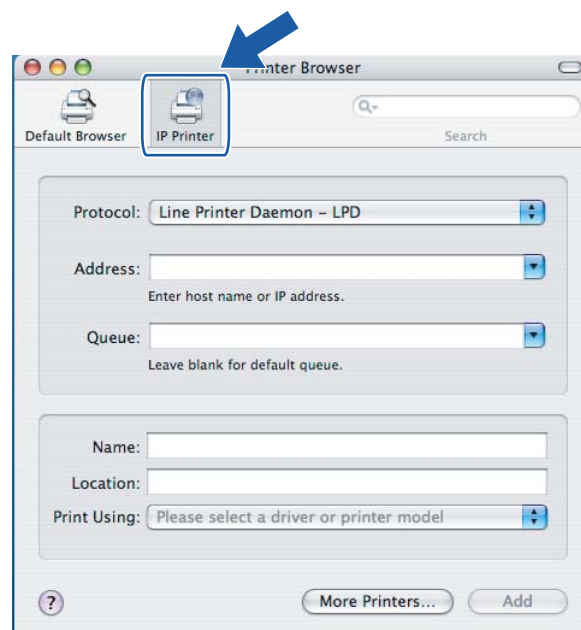 Printer Browser
Default Browser
IP Printer
Search
Protocol: Line Printer Daemon – LPD
Address:
Enter host name or IP address.
Queue:
Leave blank for default queue.
Name:
Location:
Print Using: Please select a driver or printer model
? More Printers... Add